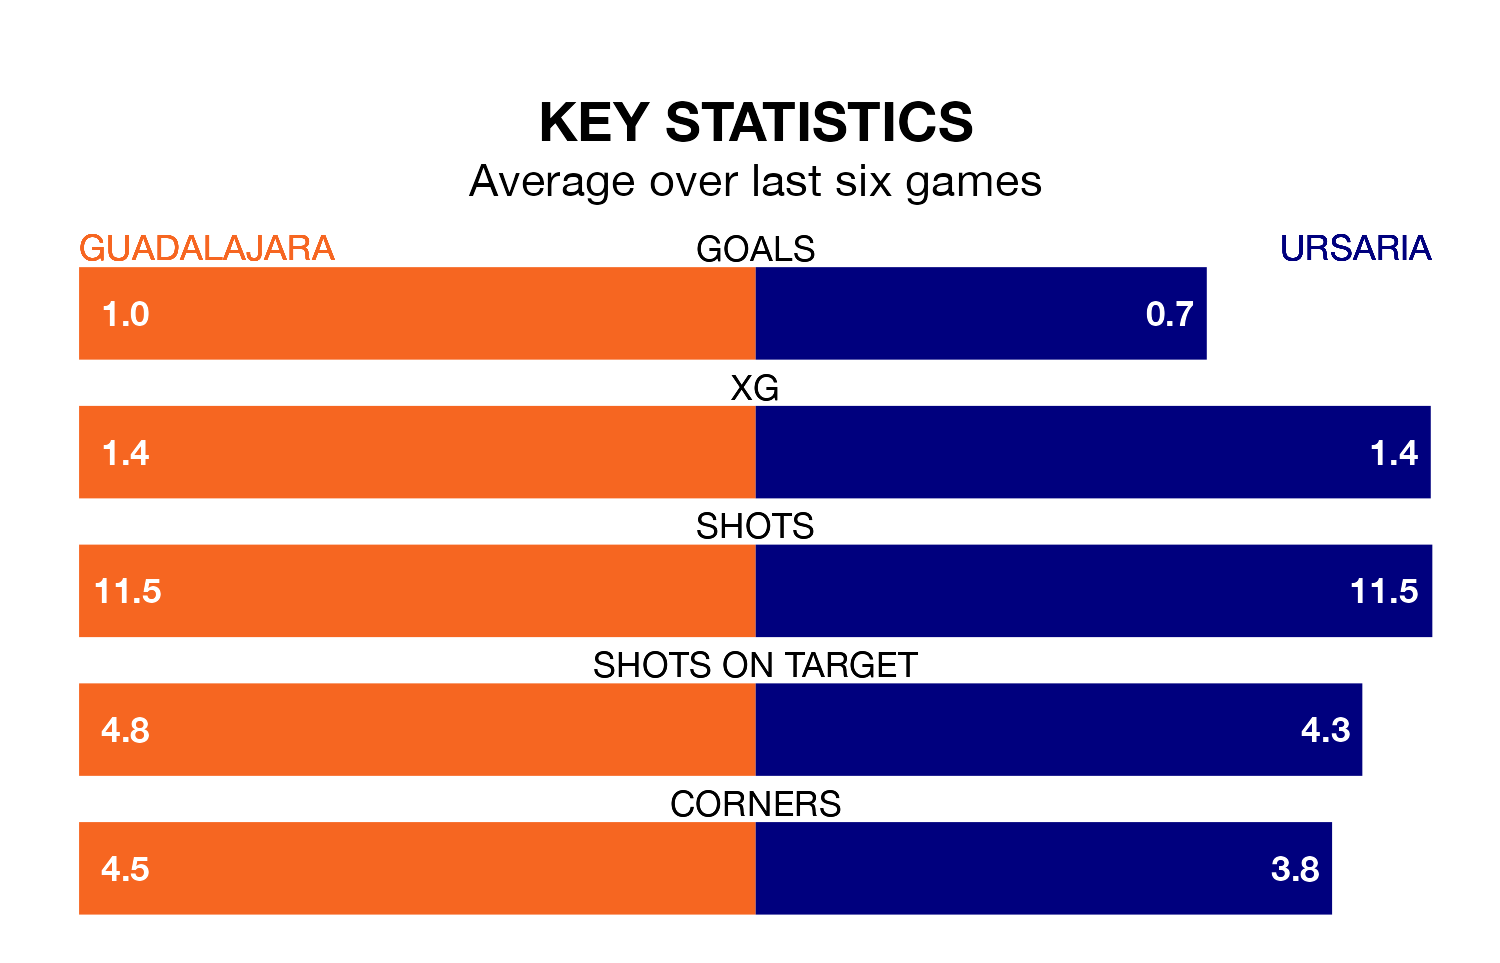 KEY STATISTICS
Average over last six games
GUADALAJARA GOALS URSARIA
1.0 0.7
XG
1.4 1.4
SHOTS
11.5 11.5
SHOTS ON TARGET
4.8 4.3
CORNERS
4.5 3.8